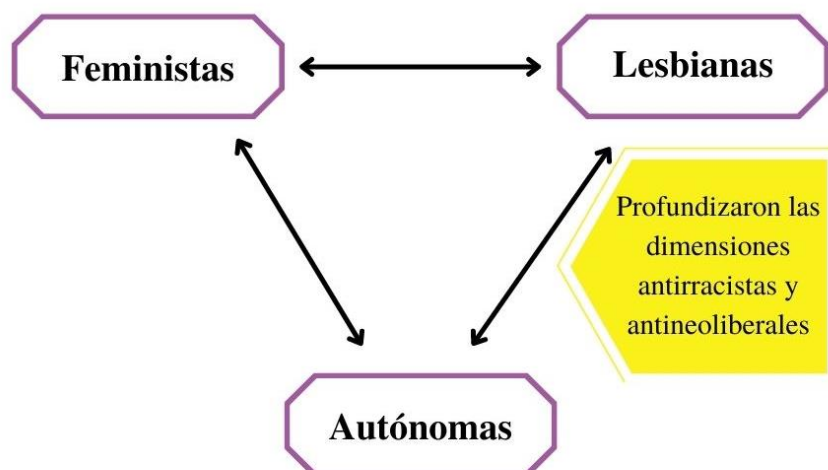 Feministas
Lesbianas
Profundizaron las
dimensiones
antirracistas y
antineoliberales
Autónomas